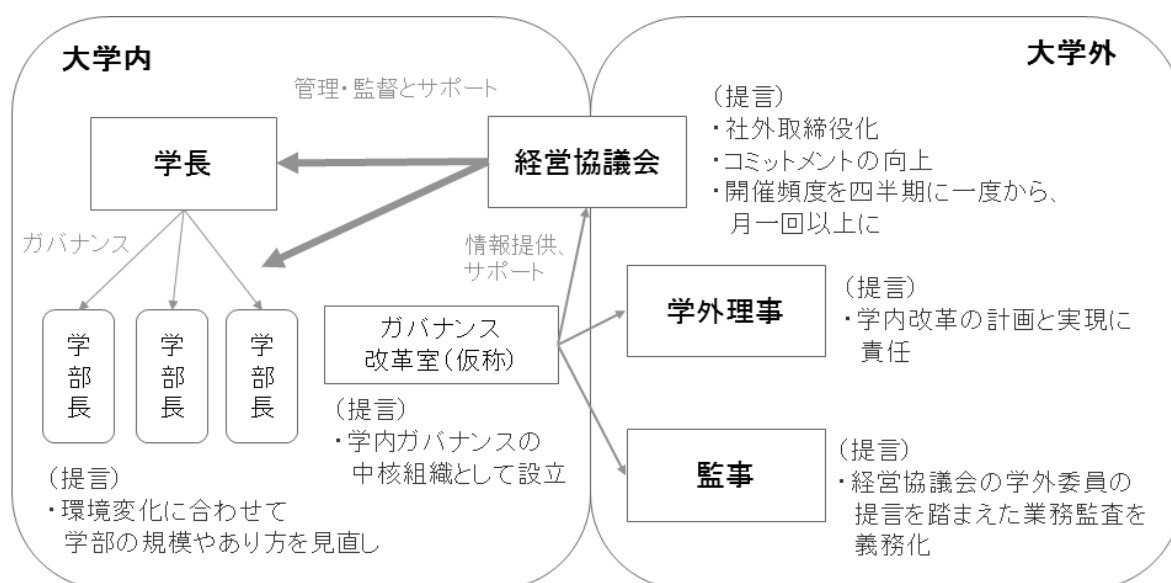 大学内
大学外
管理・監督とサポート
学長
経営協議会
(提言)
・社外取締役化
・コミットメントの向上
・開催頻度を四半期に一度から、
月一回以上に
ガバナンス
情報提供、
サポート
学部長
学部長
学部長
ガバナンス
改革室(仮称)
(提言)
・学内ガバナンスの
中核組織として設立
学外理事
(提言)
・学内改革の計画と実現に
責任
監事
(提言)
・経営協議会の学外委員の
提言を踏まえた業務監査を
義務化
(提言)
・環境変化に合わせて
学部の規模やあり方を見直し